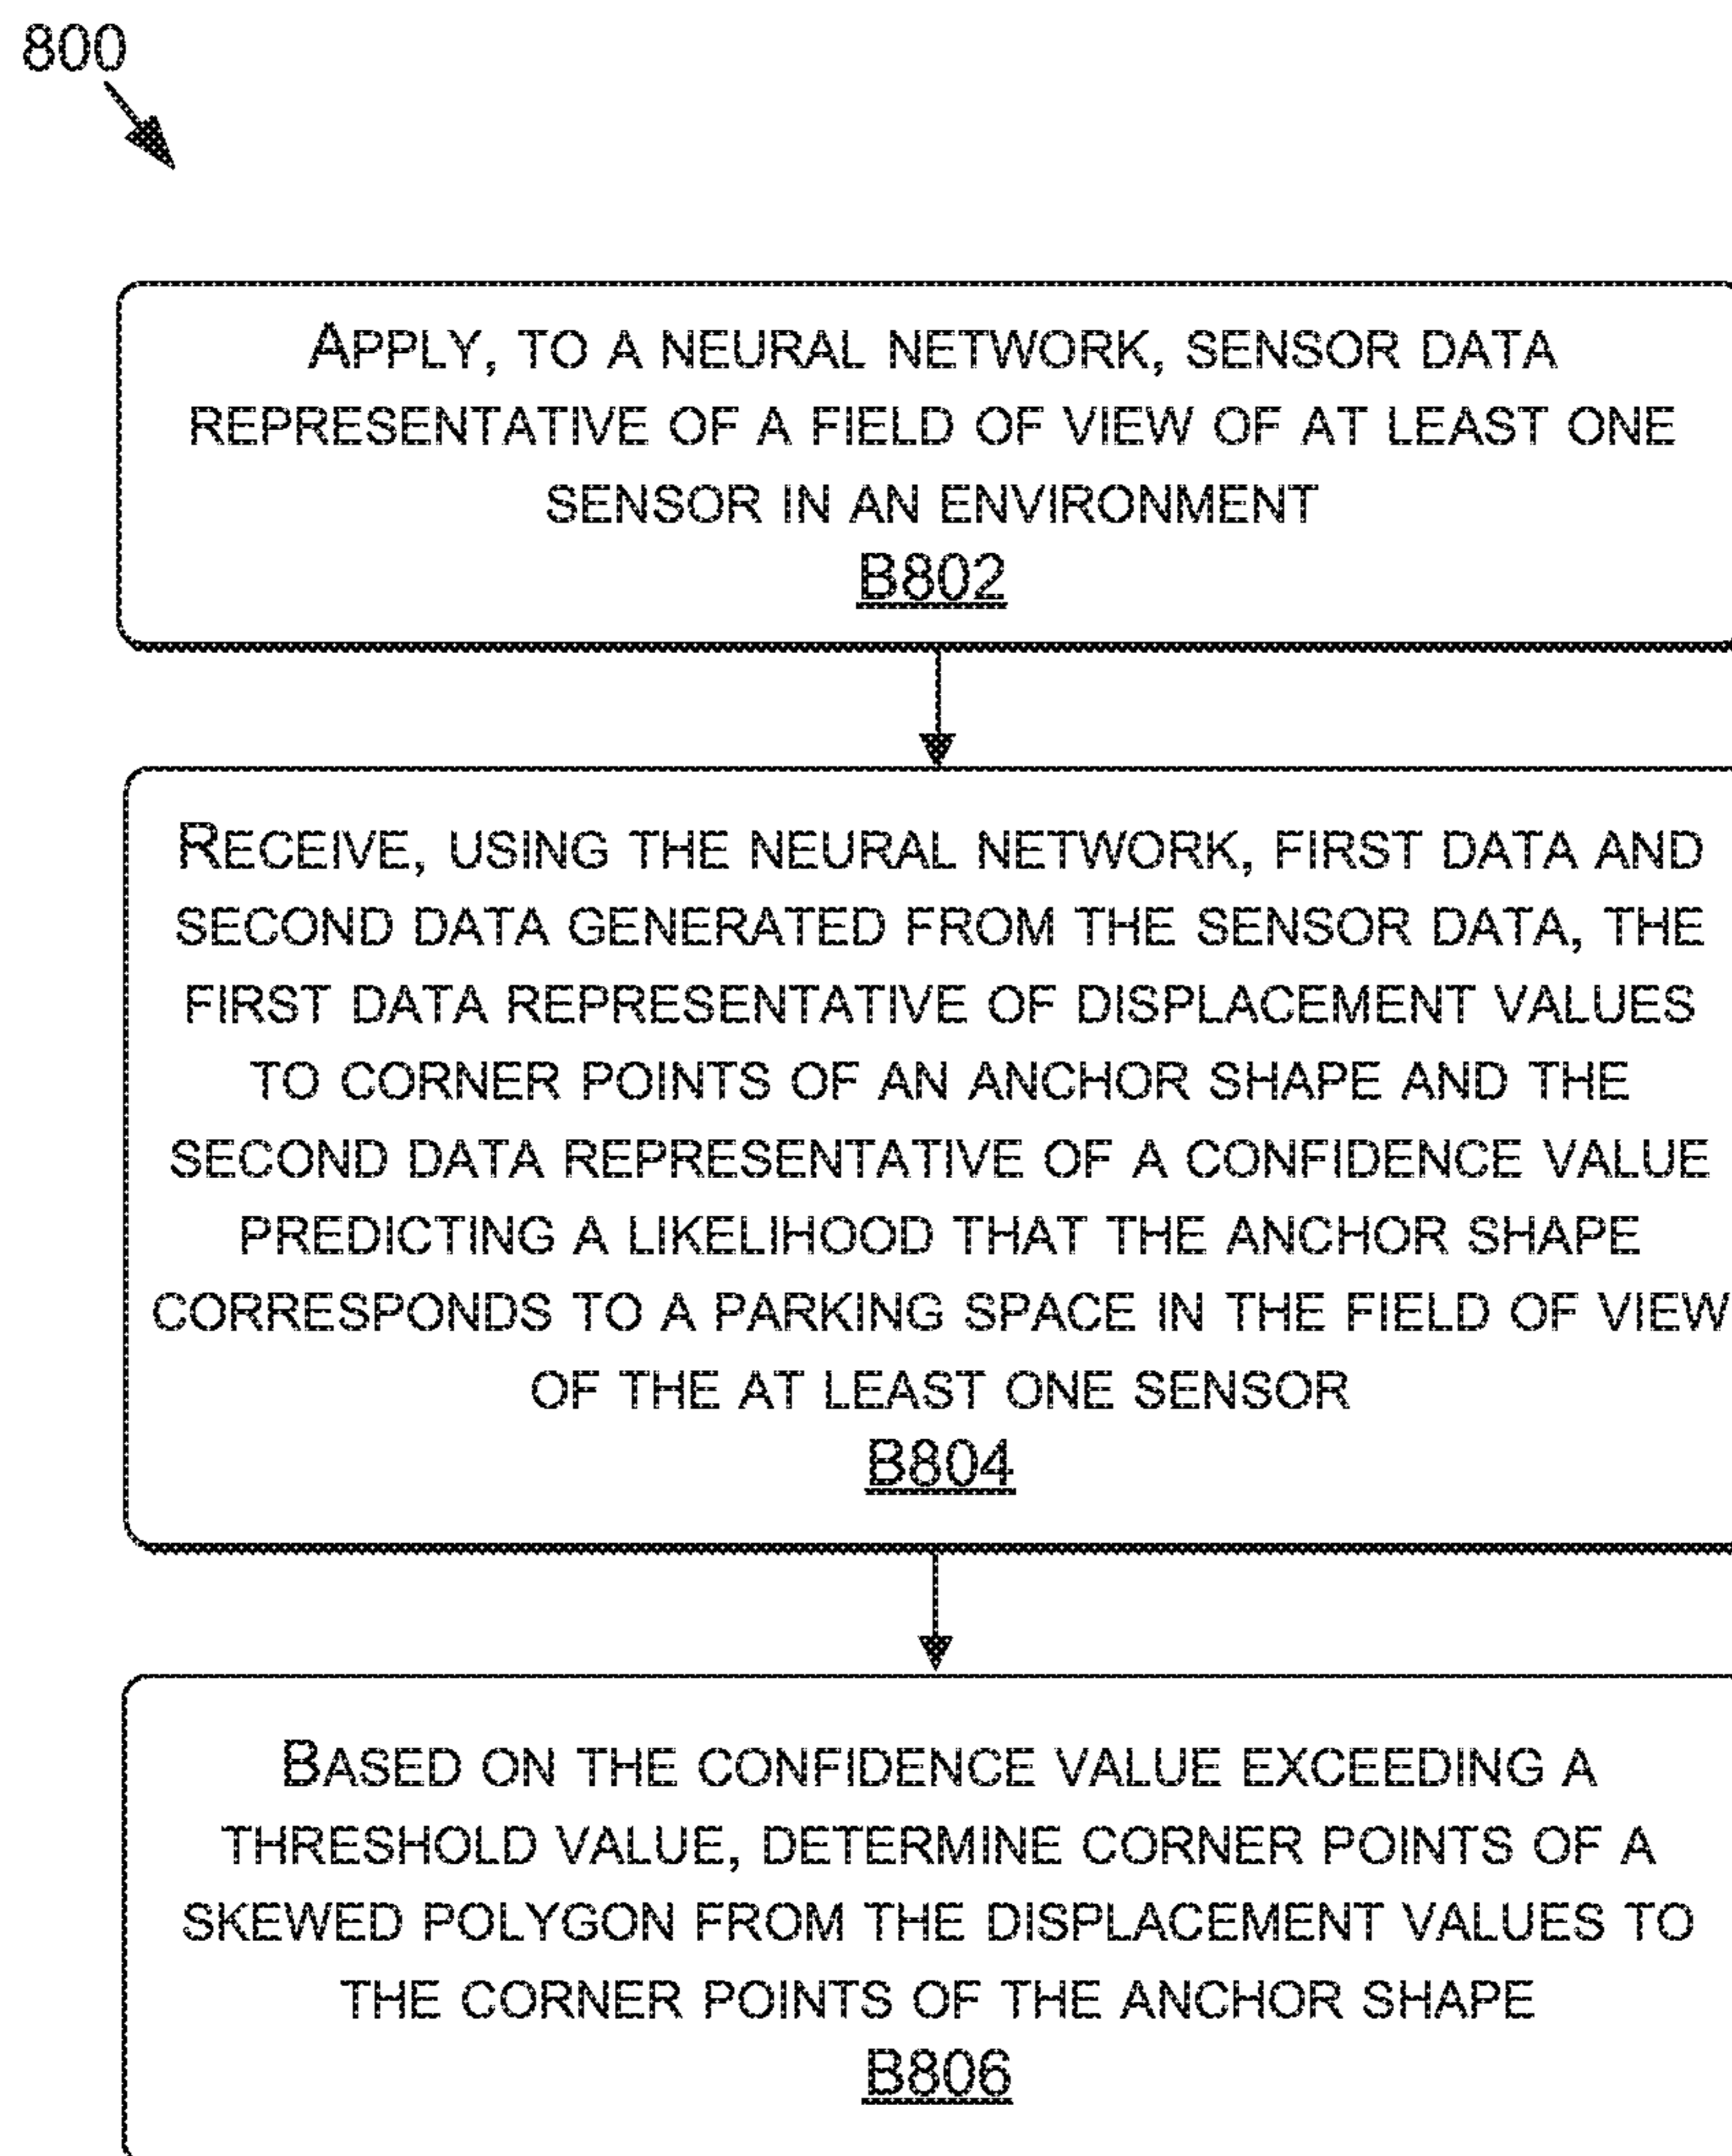 800
APPLY, TO A NEURAL NETWORK, SENSOR DATA
REPRESENTATIVE OF A FIELD OF VIEW OF AT LEAST ONE
SENSOR IN AN ENVIRONMENT
B802
RECEIVE, USING THE NEURAL NETWORK, FIRST DATA AND
SECOND DATA GENERATED FROM THE SENSOR DATA, THE
FIRST DATA REPRESENTATIVE OF DISPLACEMENT VALUES
TO CORNER POINTS OF AN ANCHOR SHAPE AND THE
SECOND DATA REPRESENTATIVE OF A CONFIDENCE VALUE
PREDICTING A LIKELIHOOD THAT THE ANCHOR SHAPE
CORRESPONDS TO A PARKING SPACE IN THE FIELD OF VIEW
OF THE AT LEAST ONE SENSOR
B804
BASED ON THE CONFIDENCE VALUE EXCEEDING A
THRESHOLD VALUE, DETERMINE CORNER POINTS OF A
SKEWED POLYGON FROM THE DISPLACEMENT VALUES TO
THE CORNER POINTS OF THE ANCHOR SHAPE
B806